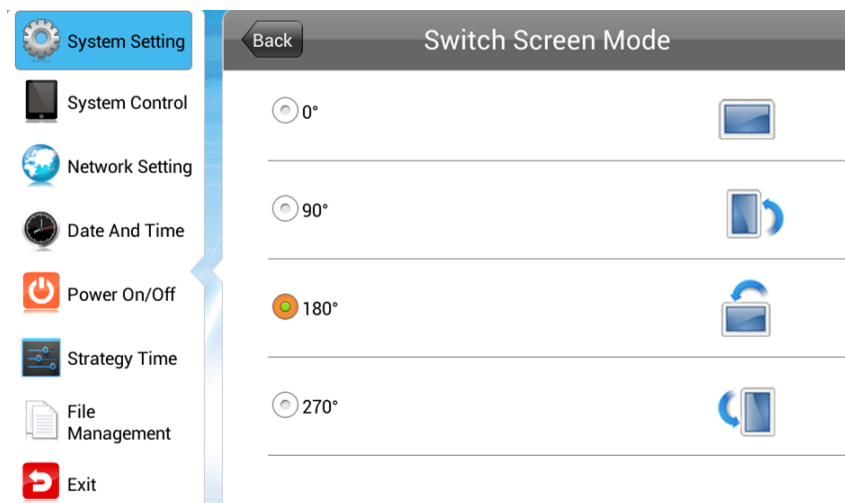 System Setting
System Control
Network Setting
Date And Time
Power On/Off
Strategy Time
File
Management
Exit
Back
Switch Screen Mode
0°
90°
180°
270°